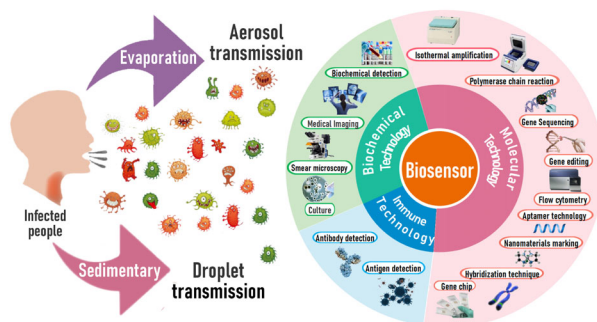 Evaporation
Aerosol
transmission
Infected
people
Sedimentary
Droplet
transmission
Biosensor
Biochemical
Technology
Biochemical detection
Medical Imaging
Smear microscopy
Culture
Immune
Technology
Antibody detection
Antigen detection
Molecular
Technology
Isothermal amplification
Polymerase chain reaction
Gene Sequencing
Gene editing
Flow cytometry
Aptamer technology
Nanomaterials marking
Hybridization technique
Gene chip